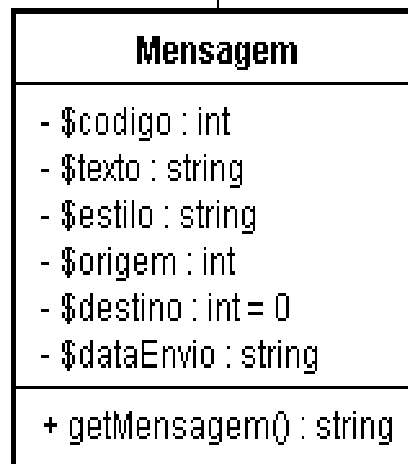 Mensagem
- $codigo : int
- $texto : string
- $estilo : string
- $origem : int
- $destino : int = 0
- $dataEnvio : string
+ getMensagem() : string